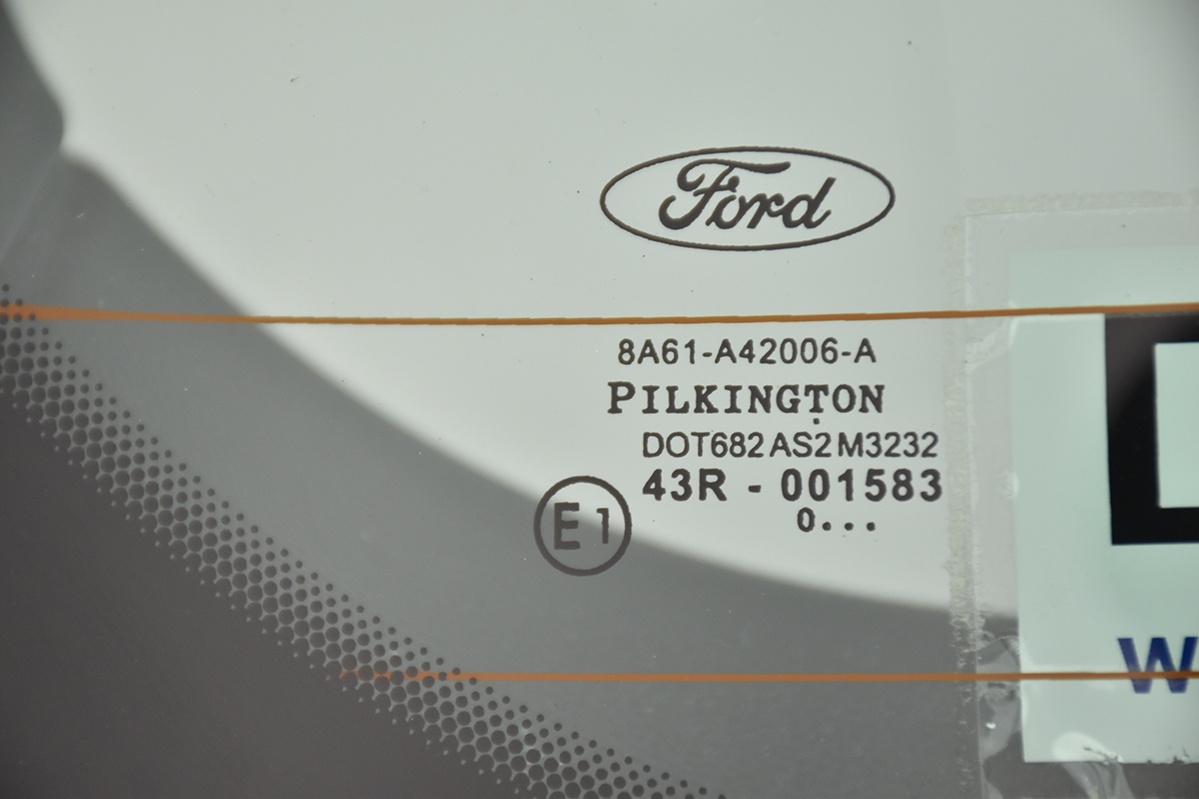 Ford
8A61-A42006-A
PILKINGTON
DOT682 AS2 M3232
43R - 001583
E1
0...
W